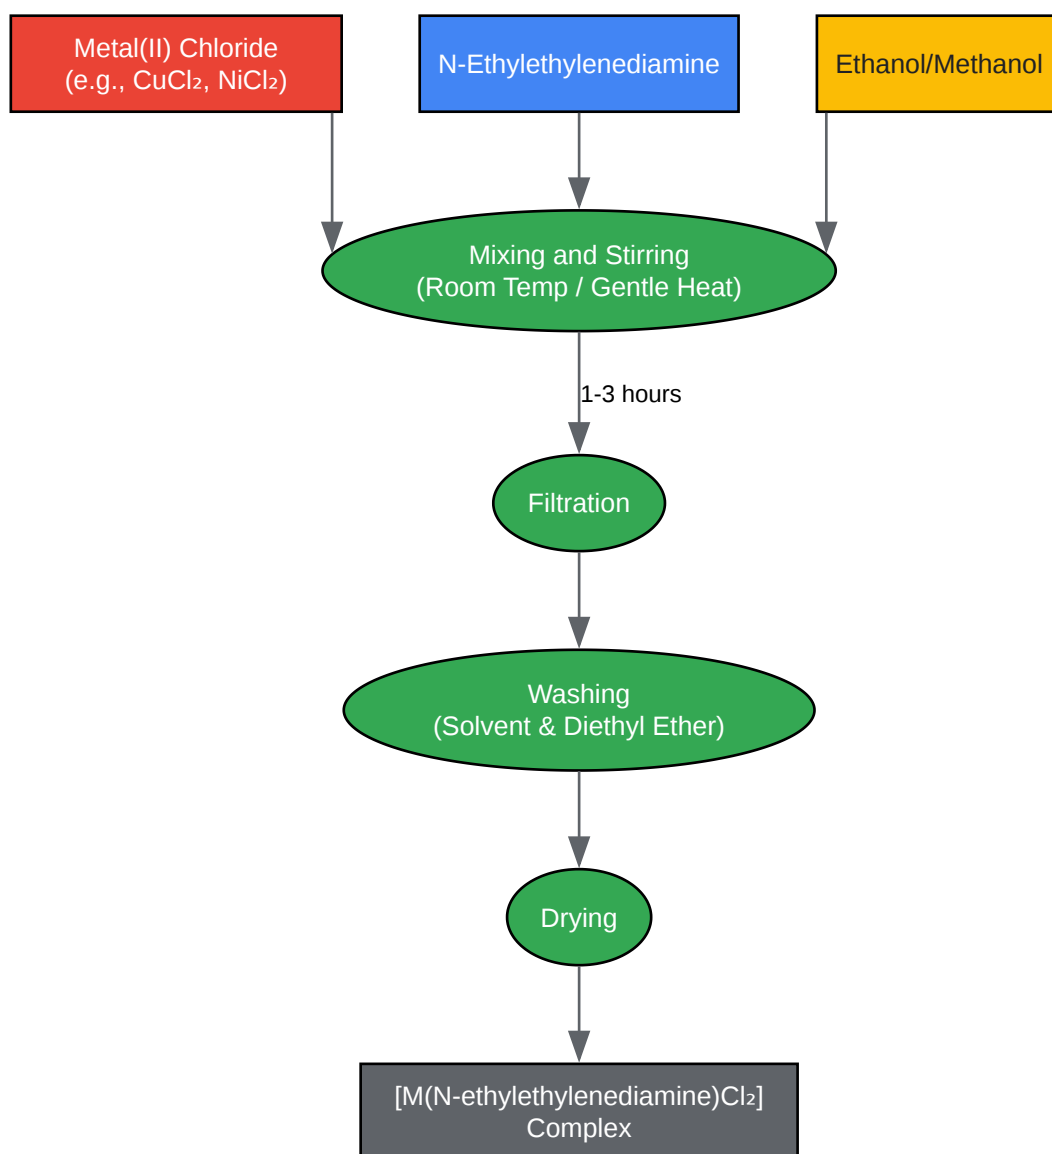 Metal(II) Chloride
(e.g., CuCl₂, NiCl₂)
N-Ethylethylenediamine
Ethanol/Methanol
Mixing and Stirring
(Room Temp / Gentle Heat)
1-3 hours
Filtration
Washing
(Solvent & Diethyl Ether)
Drying
[M(N-ethylethylenediamine)Cl₂]
Complex